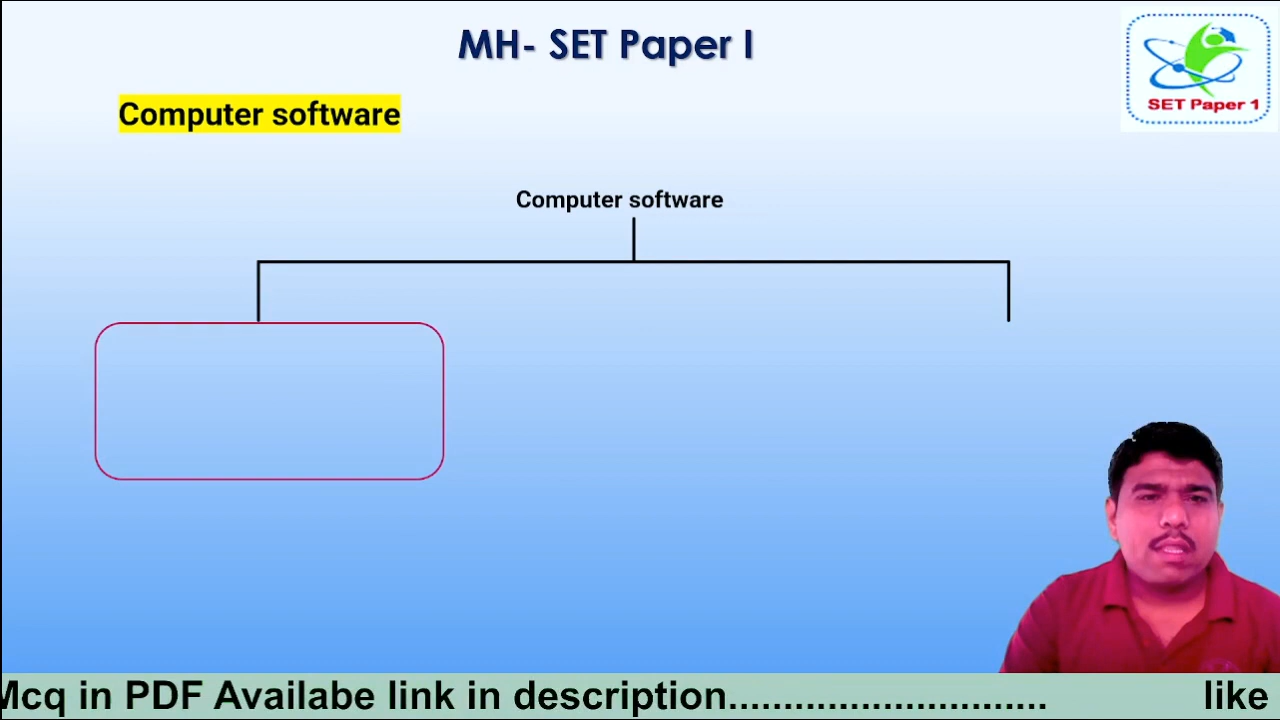 MH- SET Paper I
SET Paper 1
Computer software
Computer software
Mcq in PDF Availabe link in description............................. like